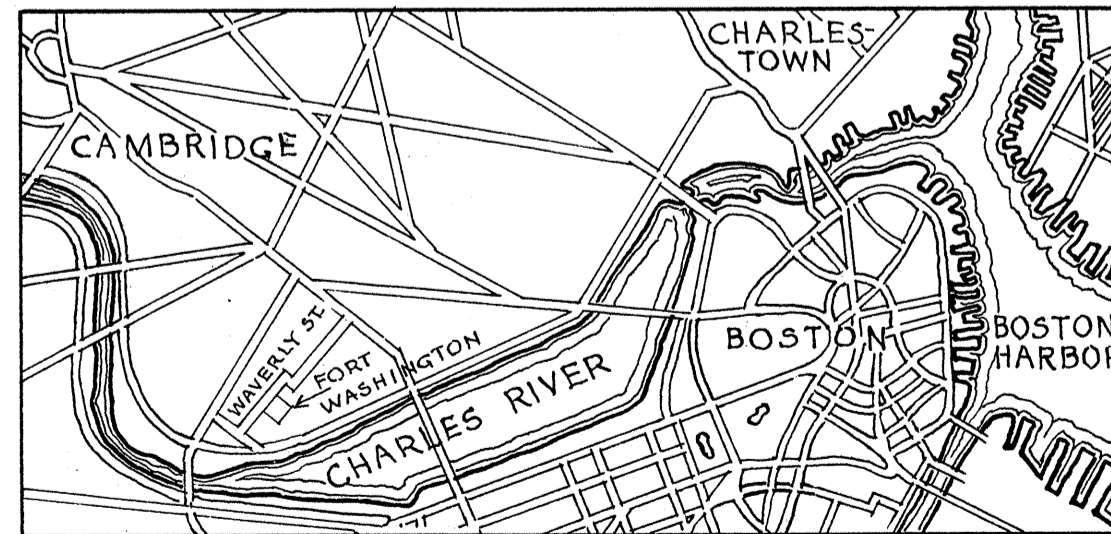 CHARLES-
TOWN
CAMBRIDGE
WAVERLY ST.
FORT
WASHINGTON
CHARLES RIVER
BOSTON
BOSTON
HARBOR